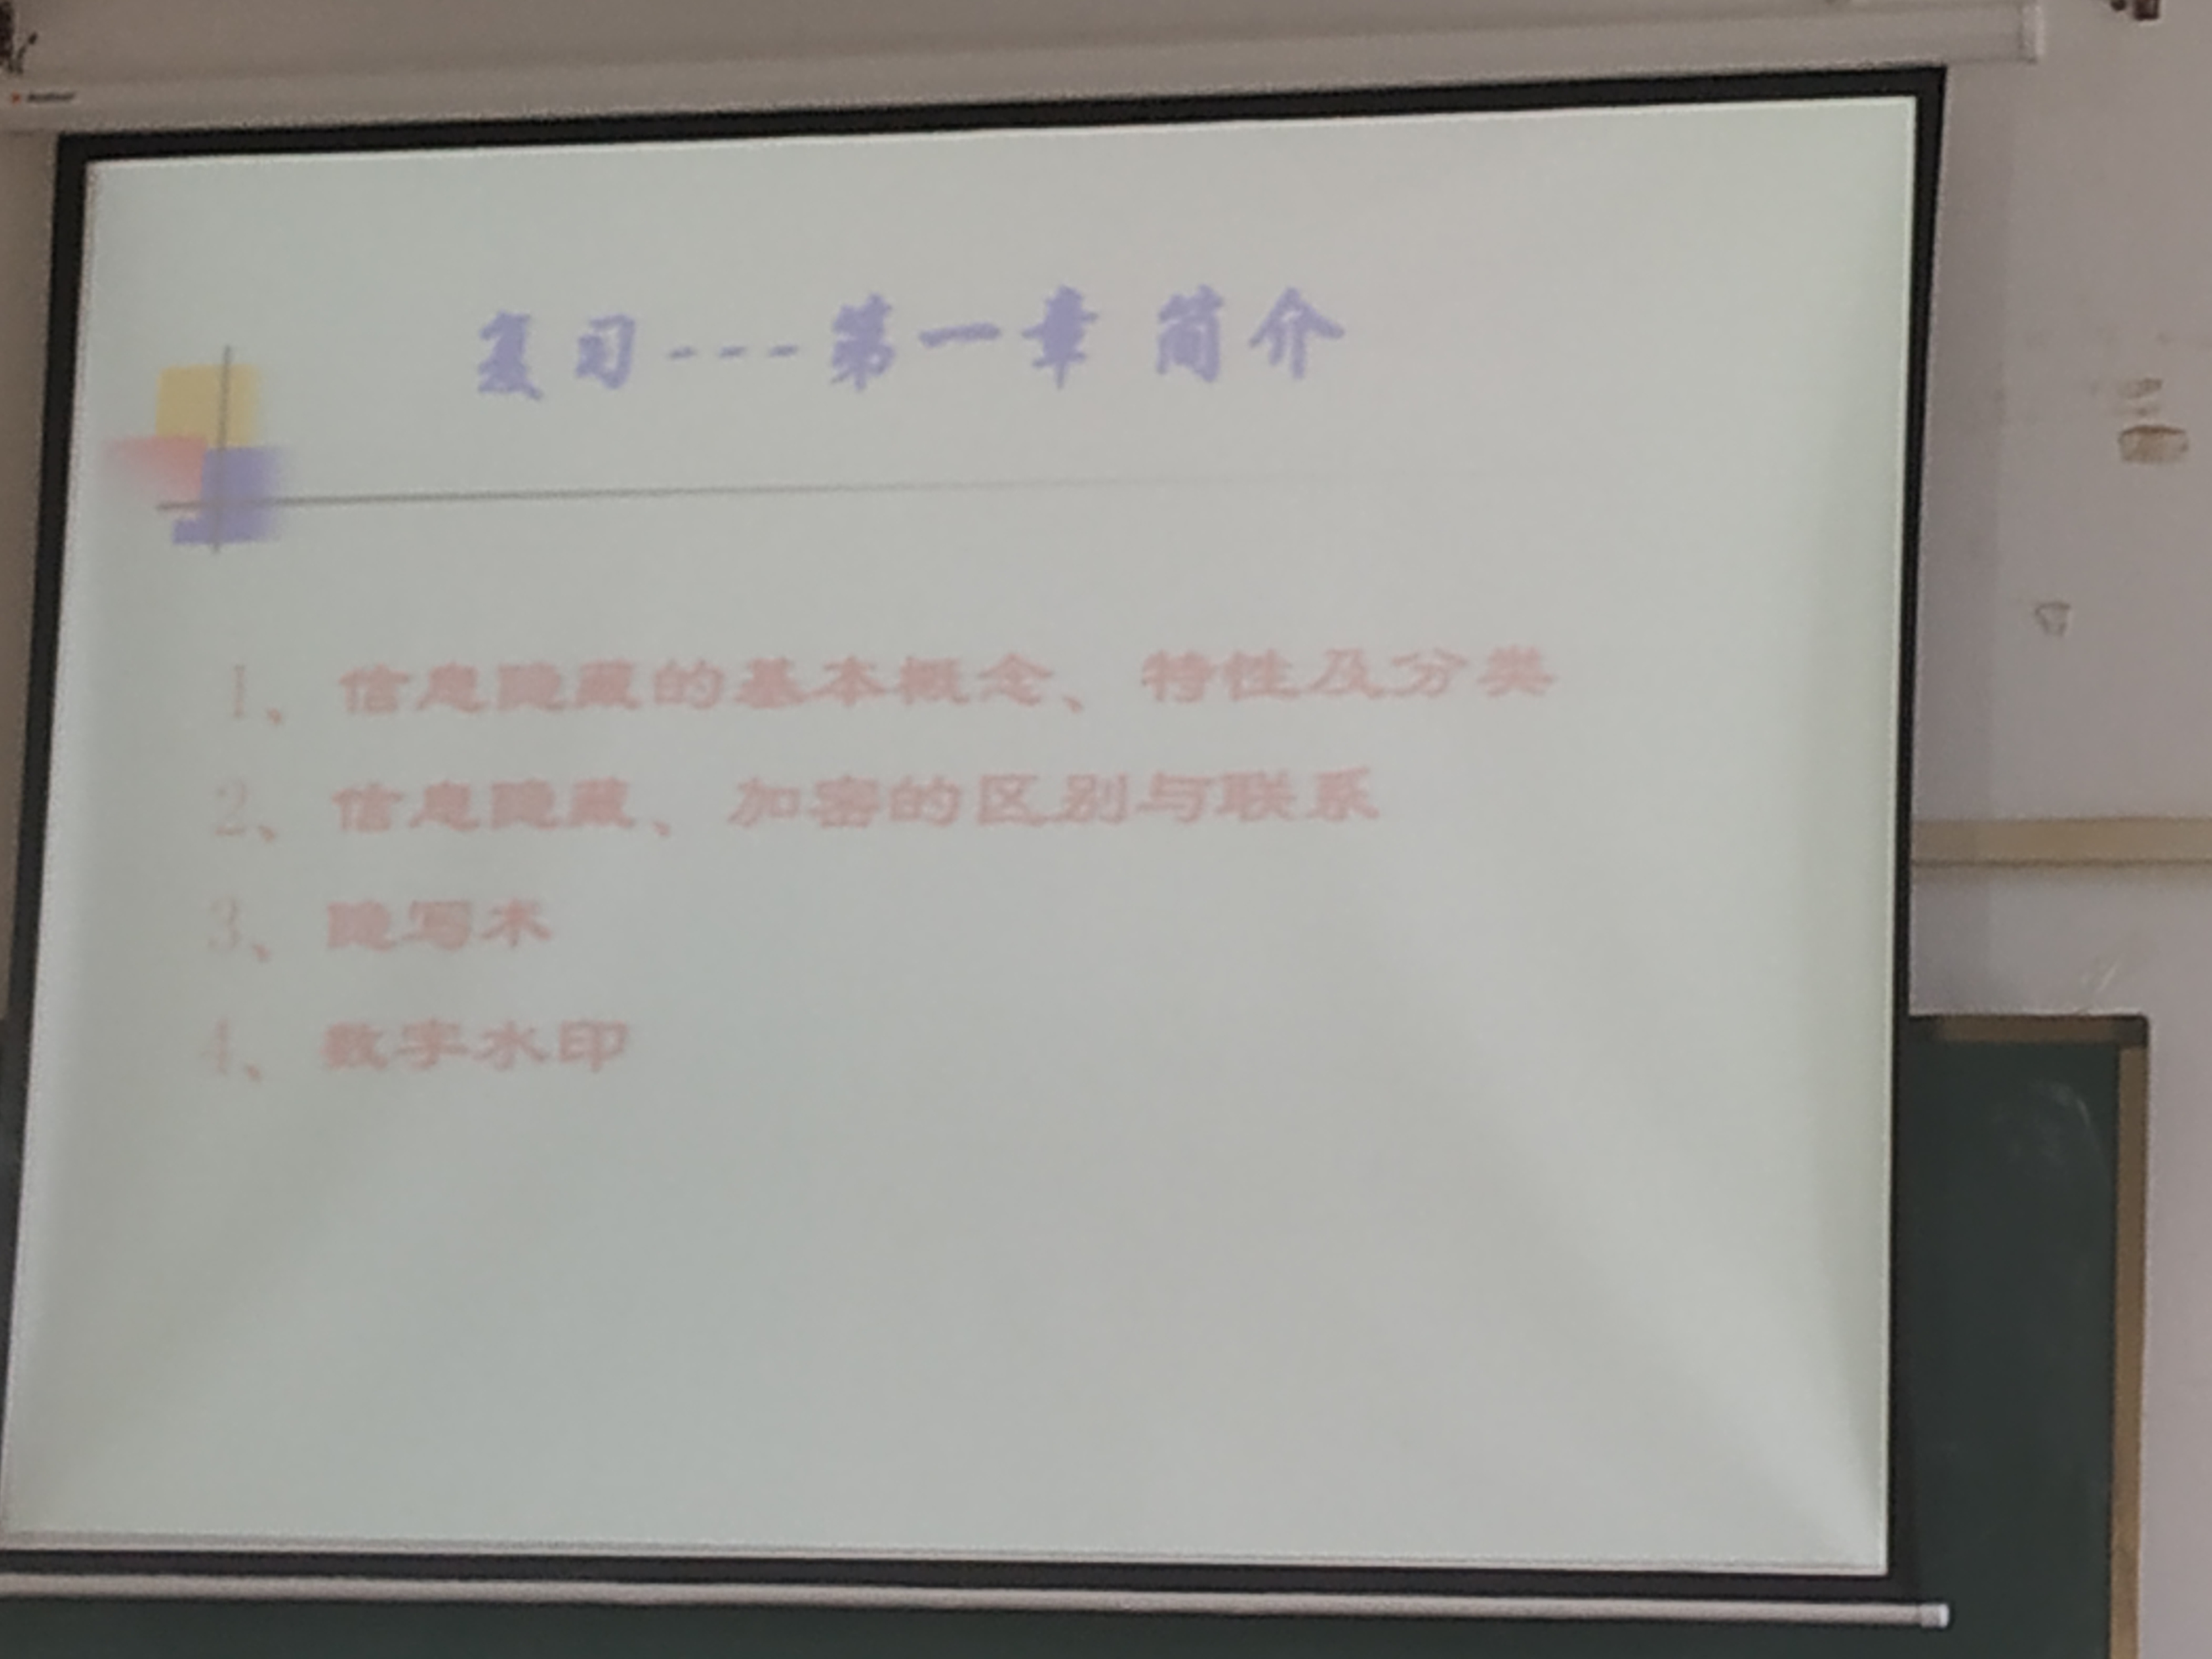 复习---第一章 简介
1、信息隐藏的基本概念、特性及分类
2、信息隐藏、加密的区别与联系
3、隐写术
4、数字水印